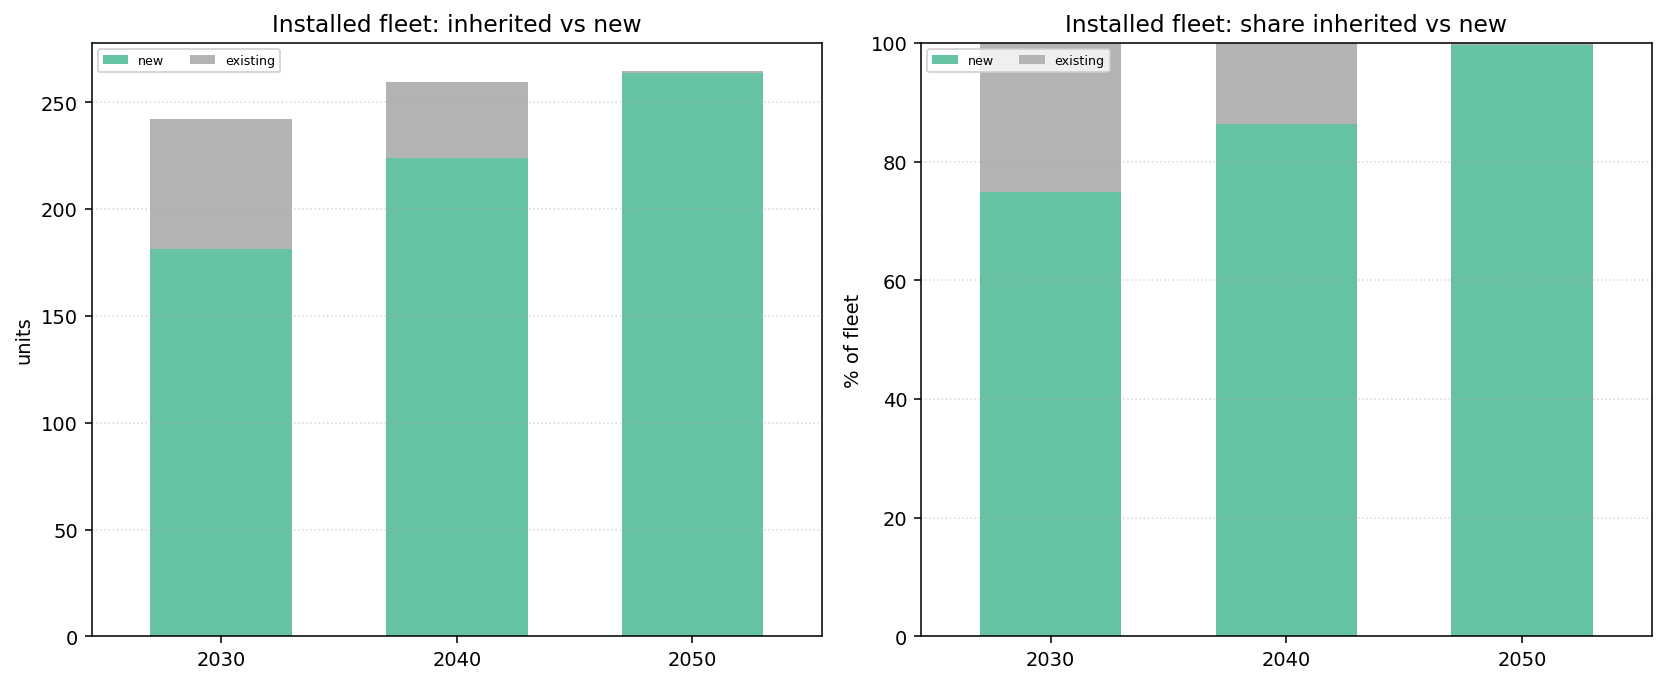 Installed fleet: inherited vs new
new existing
units
250
200
150
100
50
0
2030 2040 2050
Installed fleet: share inherited vs new
new existing
% of fleet
100
80
60
40
20
0
2030 2040 2050